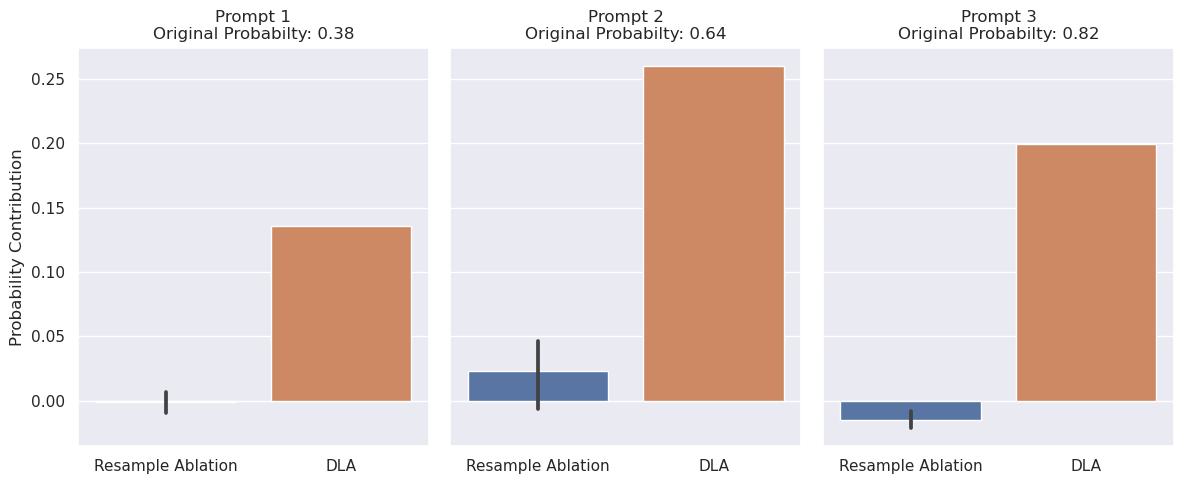 Prompt 1
Original Probabilty: 0.38
Prompt 2
Original Probabilty: 0.64
Prompt 3
Original Probabilty: 0.82
Probability Contribution
0.25
0.20
0.15
0.10
0.05
0.00
Resample Ablation
DLA
Resample Ablation
DLA
Resample Ablation
DLA